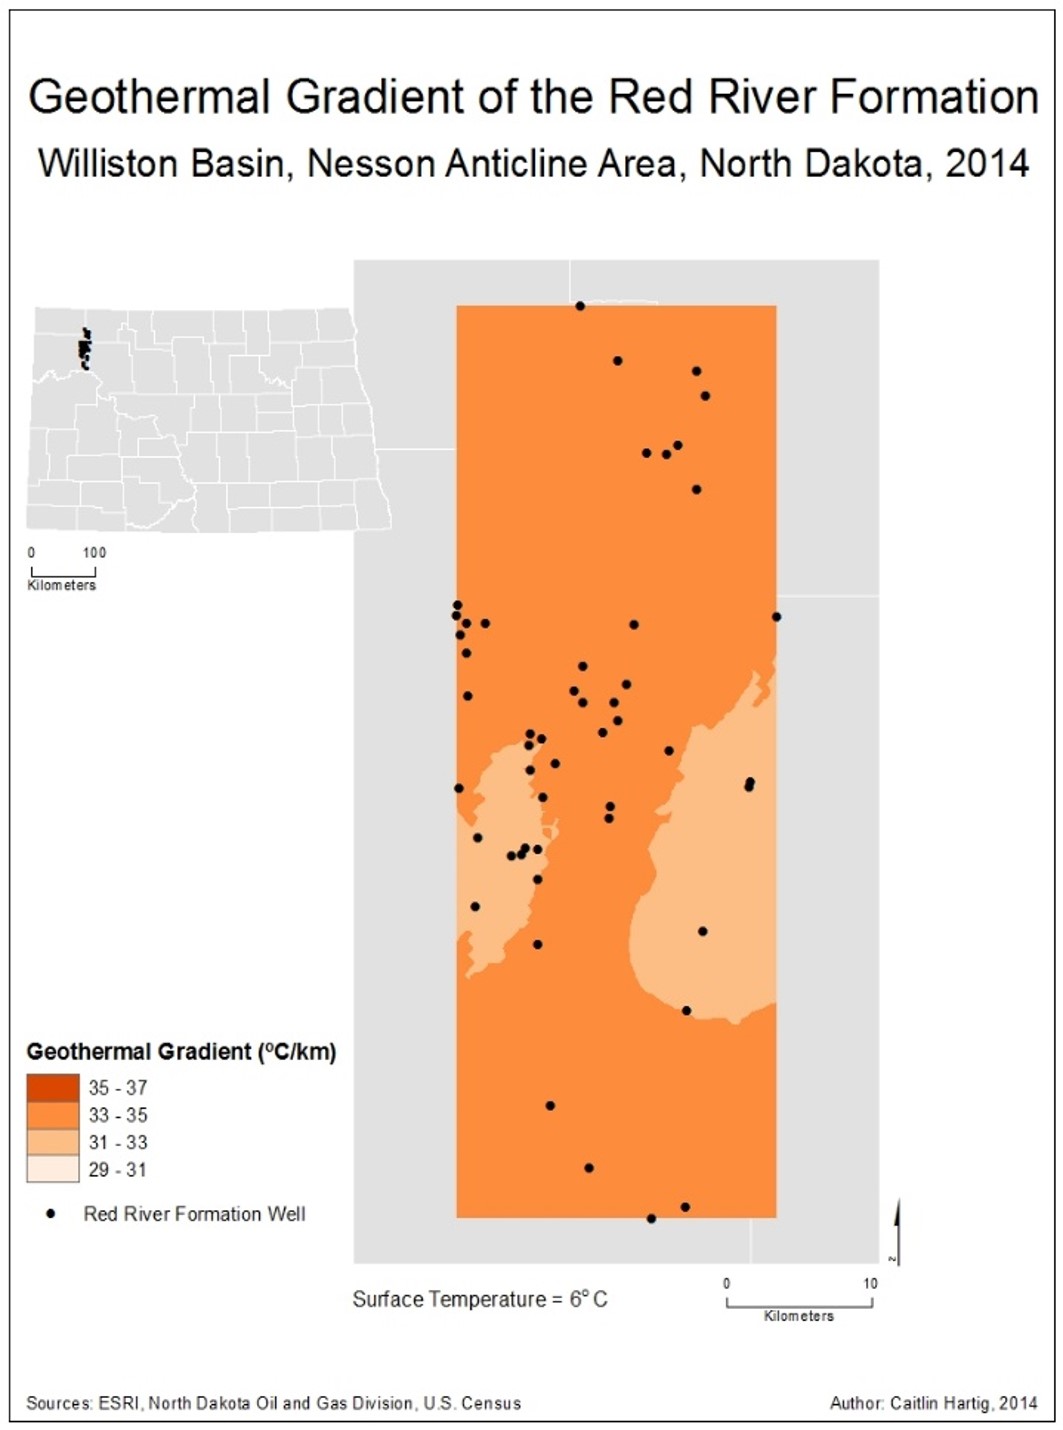 Geothermal Gradient of the Red River Formation
Williston Basin, Nesson Anticline Area, North Dakota, 2014
0 100
Kilometers
Geothermal Gradient (ºC/km)
35 - 37
33 - 35
31 - 33
29 - 31
Red River Formation Well
Surface Temperature = 6° C
0 10
Kilometers
N
Sources: ESRI, North Dakota Oil and Gas Division, U.S. Census
Author: Caitlin Hartig, 2014